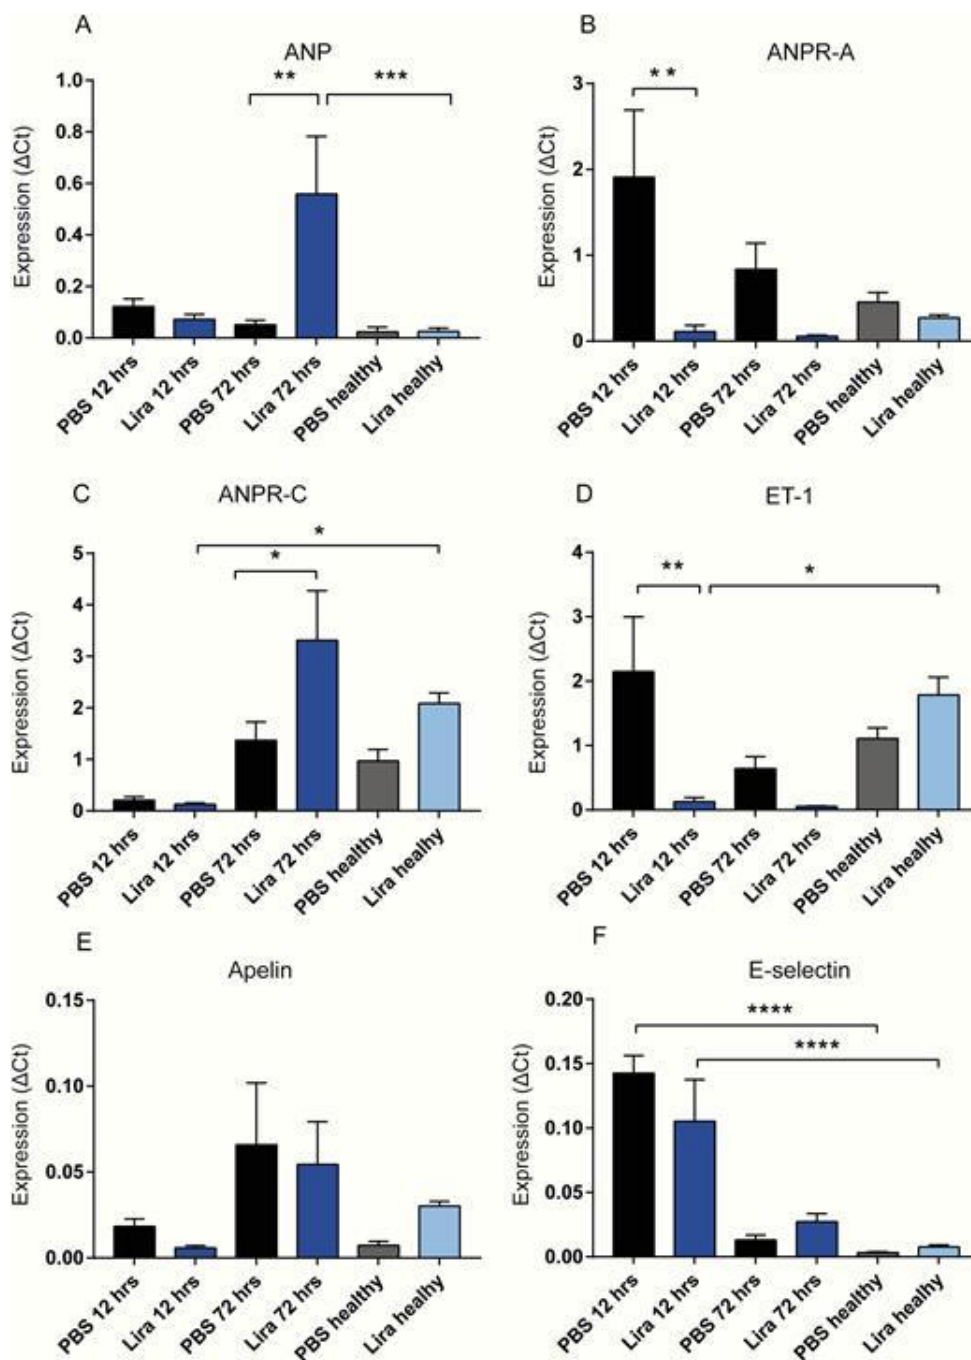 A
ANP
** ***
Expression (ΔCt)
1.0
0.8
0.6
0.4
0.2
0.0
PBS 12 hrs
Lira 12 hrs
PBS 72 hrs
Lira 72 hrs
PBS healthy
Lira healhy
B
ANPR-A
**
Expression (ΔCt)
3
2
1
0
PBS 12 hrs
Lira 12 hrs
PBS 72 hrs
Lira 72 hrs
PBS healthy
Lira healhy
C
ANPR-C
*
*
Expression (ΔCt)
5
4
3
2
1
0
PBS 12 hrs
Lira 12 hrs
PBS 72 hrs
Lira 72 hrs
PBS healthy
Lira healhy
D
ET-1
** *
Expression (ΔCt)
4
3
2
1
0
PBS 12 hrs
Lira 12 hrs
PBS 72 hrs
Lira 72 hrs
PBS healthy
Lira healhy
E
Apelin
Expression (ΔCt)
0.15
0.10
0.05
0.00
PBS 12 hrs
Lira 12 hrs
PBS 72 hrs
Lira 72 hrs
PBS healthy
Lira healhy
F
E-selectin
****
****
Expression (ΔCt)
0.20
0.15
0.10
0.05
0.00
PBS 12 hrs
Lira 12 hrs
PBS 72 hrs
Lira 72 hrs
PBS healthy
Lira healhy